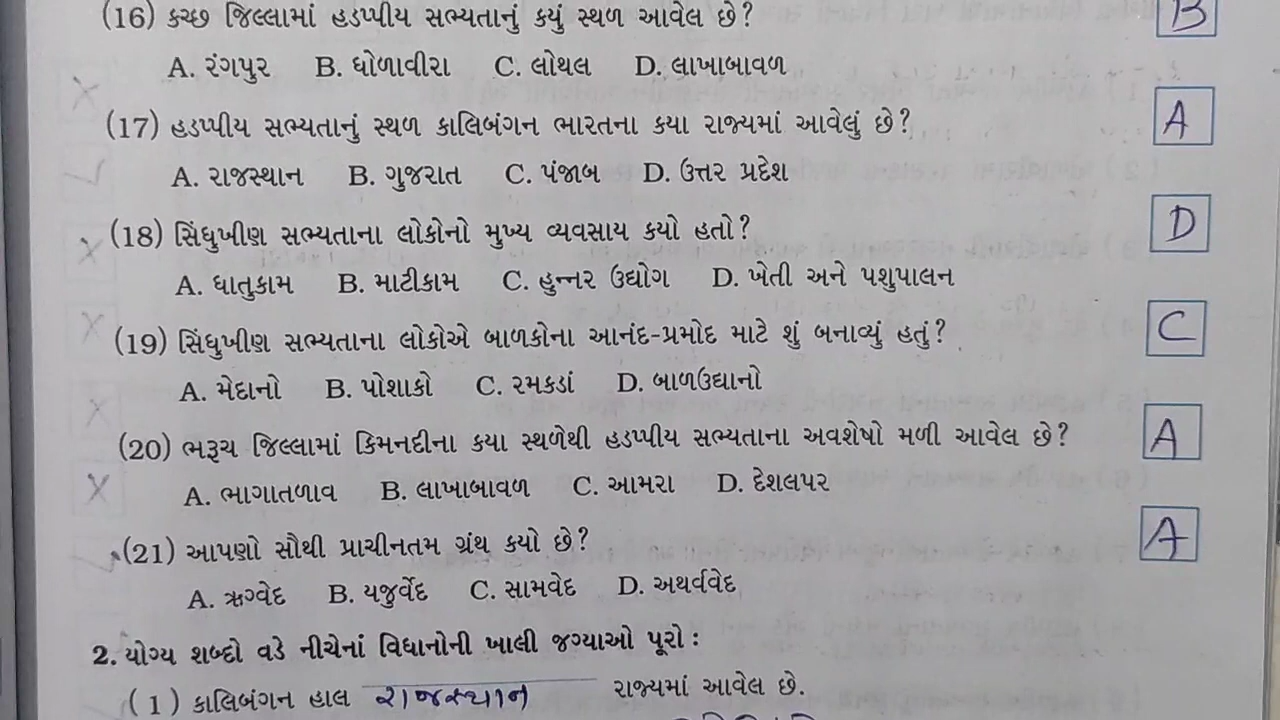 (16) કચ્છ જિલ્લામાં હડપ્પીય સભ્યતાનું કયું સ્થળ આવેલ છે? B
A. રંગપુર B. ધોળાવીરા C. લોથલ D. લાખાબાવળ
(17) હડપ્પીય સભ્યતાનું સ્થળ કાલિબંગન ભારતના કયા રાજ્યમાં આવેલું છે? A
A. રાજસ્થાન B. ગુજરાત C. પંજાબ D. ઉત્તર પ્રદેશ
(18) સિંધુખીણ સભ્યતાના લોકોનો મુખ્ય વ્યવસાય કયો હતો? D
A. ધાતુકામ B. માટીકામ C. હુન્નર ઉદ્યોગ D. ખેતી અને પશુપાલન
(19) સિંધુખીણ સભ્યતાના લોકોએ બાળકોના આનંદ-પ્રમોદ માટે શું બનાવ્યું હતું? C
A. મેદાનો B. પોશાકો C. રમકડાં D. બાળઉદ્યાનો
(20) ભરૂચ જિલ્લામાં કિમનદીના કયા સ્થળેથી હડપ્પીય સભ્યતાના અવશેષો મળી આવેલ છે? A
A. ભાગાતળાવ B. લાખાબાવળ C. આમરા D. દેશલપર
(21) આપણો સૌથી પ્રાચીનતમ ગ્રંથ કયો છે? A
A. ઋગ્વેદ B. યજુર્વેદ C. સામવેદ D. અથર્વવેદ
2. યોગ્ય શબ્દો વડે નીચેનાં વિધાનોની ખાલી જગ્યાઓ પૂરો :
(1) કાલિબંગન હાલ રાજસ્થાન રાજ્યમાં આવેલ છે.